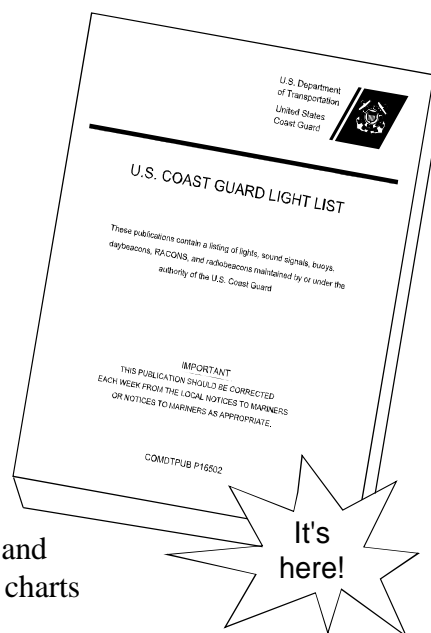 U.S. Department
of Transportation
United States
Coast Guard
U.S. COAST GUARD LIGHT LIST
These publications contain a listing of lights, sound signals, buoys,
daybeacons, RACONS, and radiobeacons maintained by or under the
authority of the U.S. Coast Guard
IMPORTANT
THIS PUBLICATION SHOULD BE CORRECTED
EACH WEEK FROM THE LOCAL NOTICES TO MARINERS
OR NOTICES TO MARINERS AS APPROPRIATE.
COMDTPUB P16502
It's
here!
and
charts